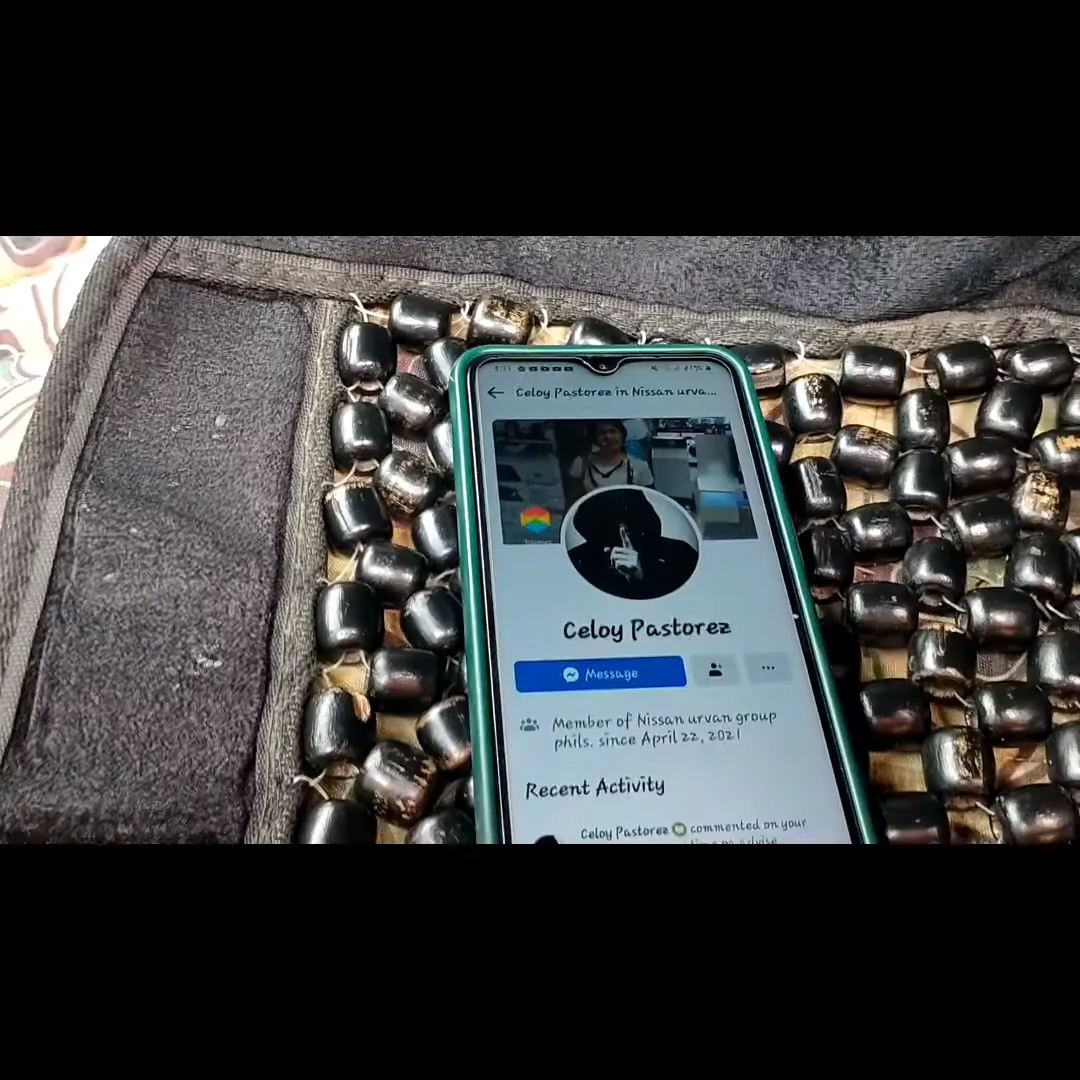 Celoy Pastorez in Nissan urva...
Themes
Celoy Pastorez
Message
Member of Nissan urvan group
phils. since April 22, 2021
Recent Activity
Celoy Pastorez commented on your